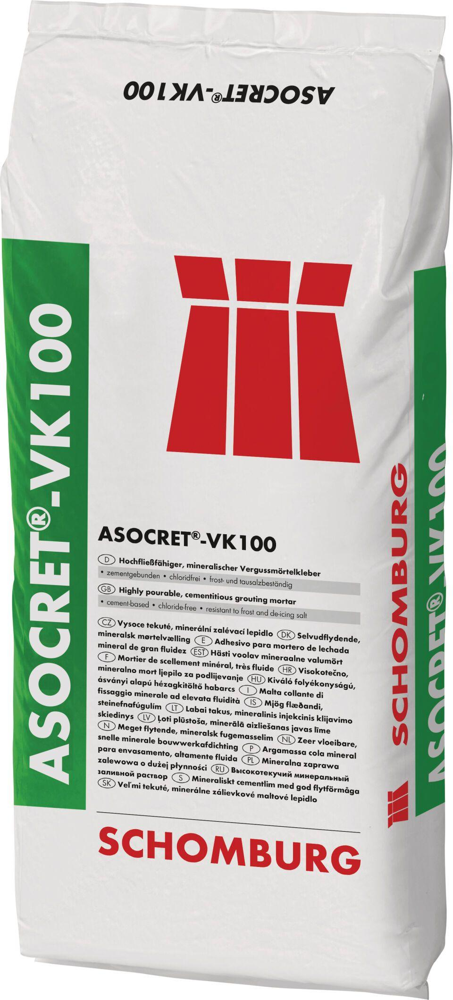 ASOCRET®-VK100
ASOCRET®-VK100
ASOCRET®-VK100
D Hochfließfähiger, mineralischer Vergussmörtelkleber
• zementgebunden • chloridfrei • frost- und tausalzbeständig
GB Highly pourable, cementitious grouting mortar
• cement-based • chloride-free • resistant to frost and de-icing salt
CZ Vysoce tekuté, minerální zalévací lepidlo DK Selvudflydende,
mineralsk mørtelvælling E Adhesivo para mortero de lechada
mineral de gran fluidez EST Hästi voolav mineraalne valumört
F Mortier de scellement minéral, très fluide HR Visokotečno,
mineralno mort ljepilo za podlijevanje HU Kiváló folyékonyságú,
ásványi alapú hézagkitöltő habarcs I Malta collante di
fissaggio minerale ad elevata fluidità IS Mjög flæðandi,
steinefnafúgulím LT Labai takus, mineralinis injekcinis klijavimo
skiedinys LV Ļoti plūstoša, minerālā aizliešanas javas līme
N Meget flytende, mineralsk fugemasselim NL Zeer vloeibare,
snelle minerale bouwwerkafdichting P Argamassa cola mineral
para envasamento, altamente fluida PL Mineralna zaprawa
zalewowa o dużej płynności RU Высокотекучий минеральный
заливной раствор S Mineraliskt cementlim med god flytförmåga
SK Veľmi tekuté, minerálne zálievkové maltové lepidlo
SCHOMBURG
SCHOMBURG
ASOCRET®-VK100